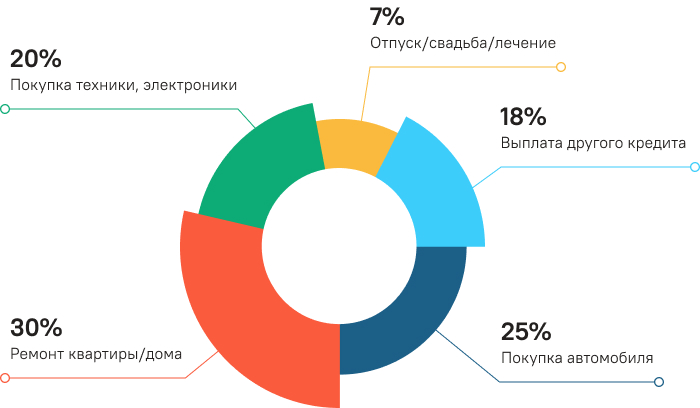 7%
Отпуск/свадьба/лечение
20%
Покупка техники, электроники
18%
Выплата другого кредита
30%
Ремонт квартиры/дома
25%
Покупка автомобиля